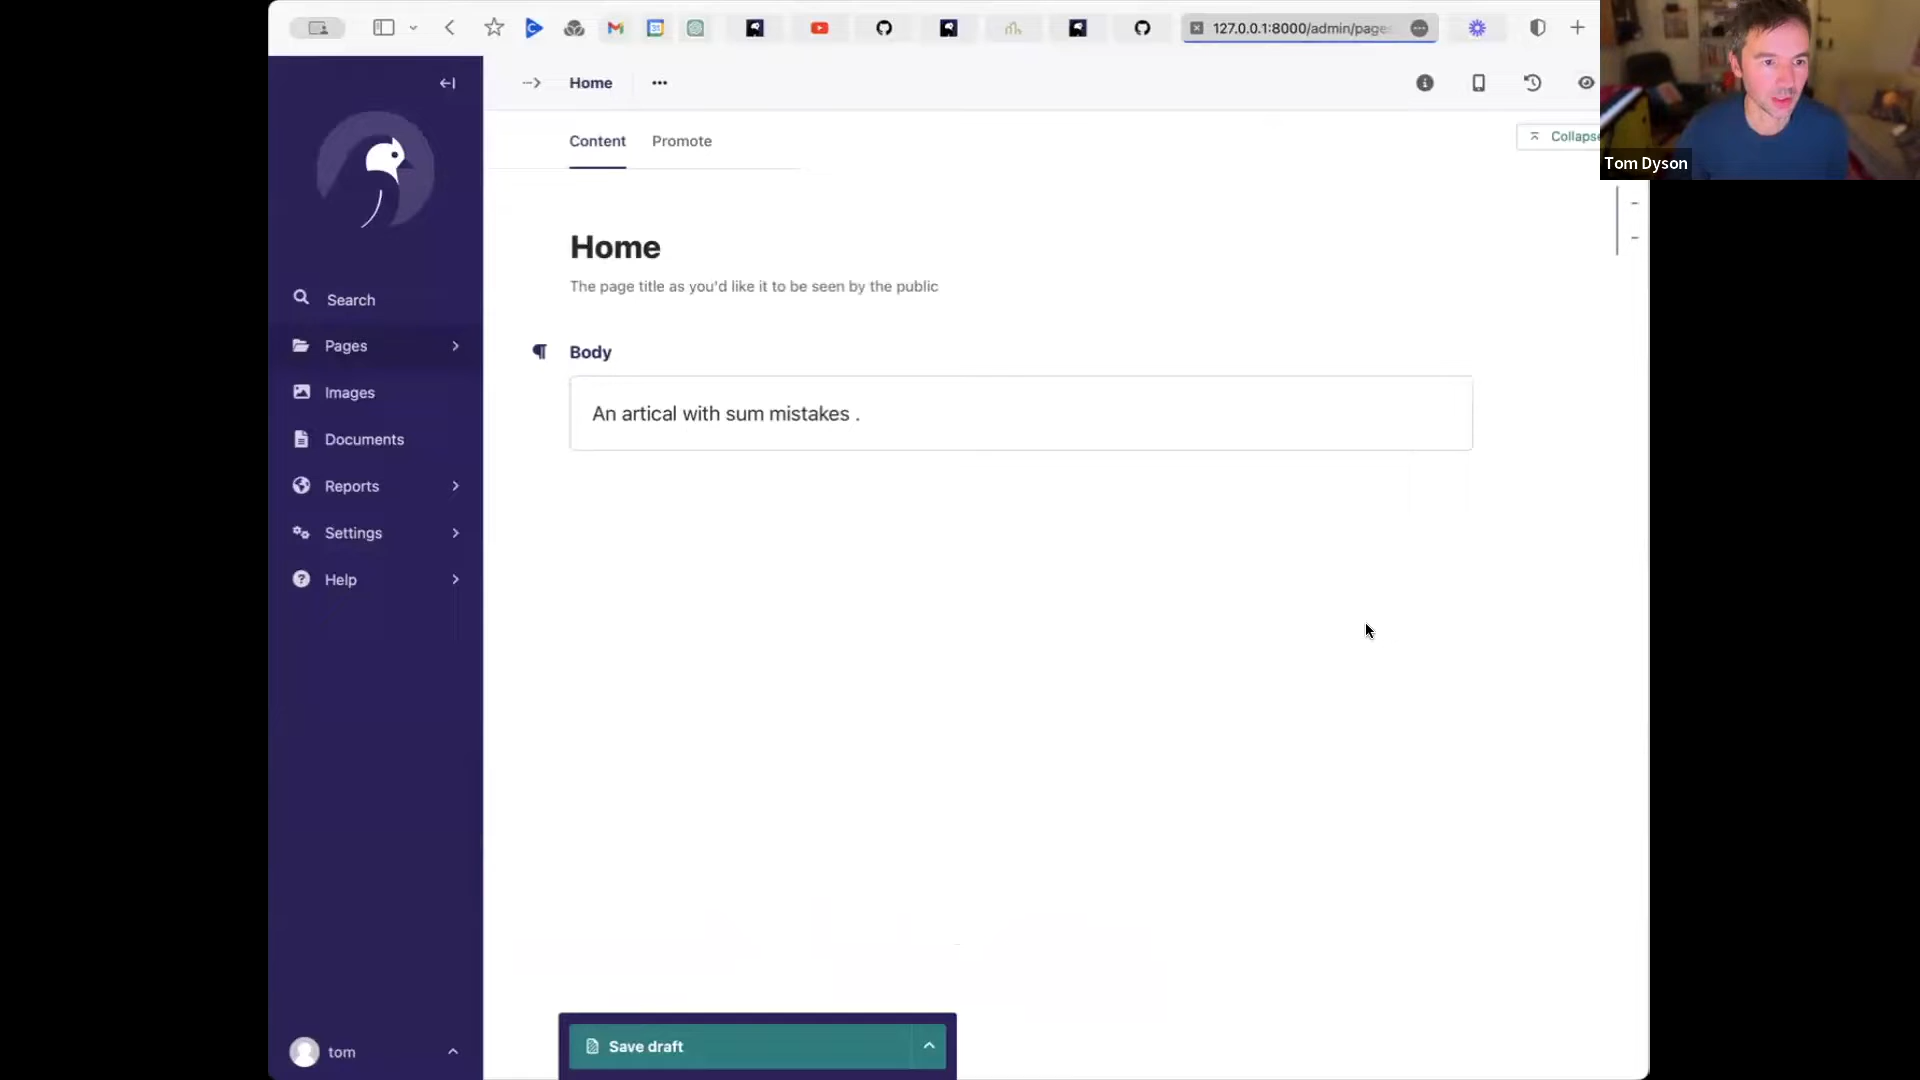 127.0.0.1:8000/admin/page
Home
Content
Promote
Collapse
Tom Dyson
Home
The page title as you'd like it to be seen by the public
Search
Pages
Images
Documents
Reports
Settings
Help
Body
An artical with sum mistakes .
Save draft
tom